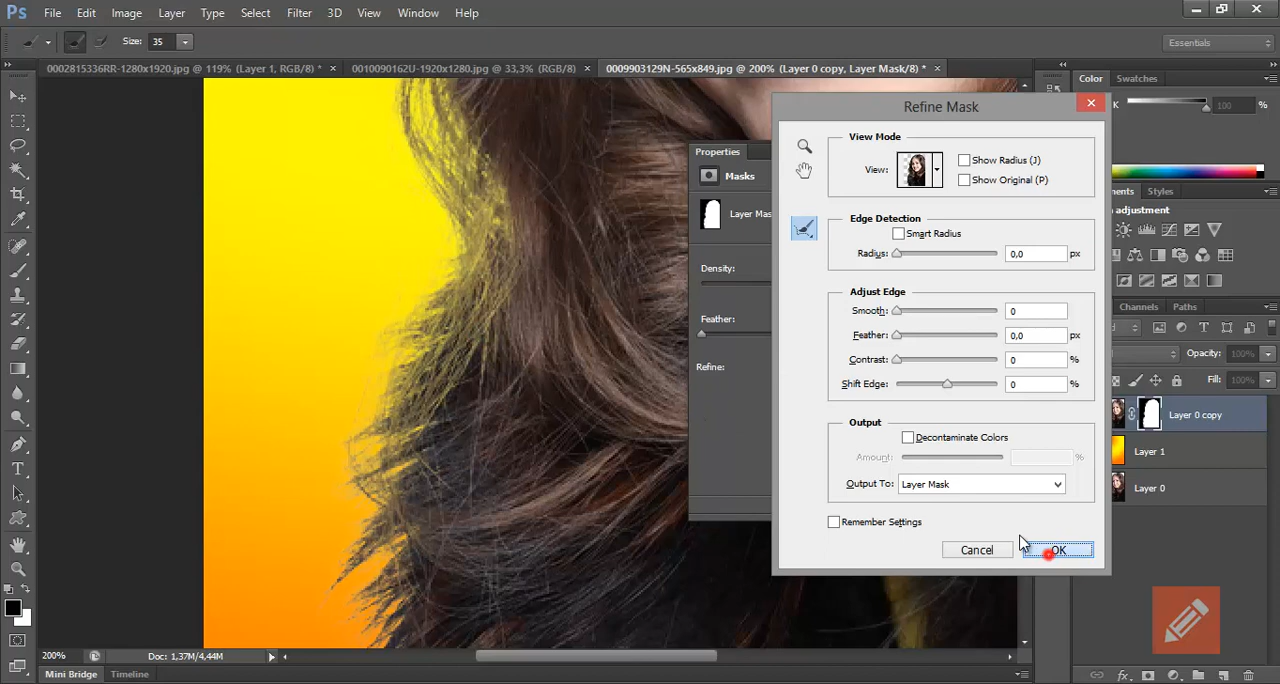 Ps File Edit Image Layer Type Select Filter 3D View Window Help
Size: 35 Essentials
0002815336RR-1280x1920.jpg @ 119% (Layer 1, RGB/8) * × 0010090162U-1920x1280.jpg @ 33,3% (RGB/8) × 0009903129N-565x849.jpg @ 200% (Layer 0 copy, Layer Mask/8) * ×
Color Swatches
K 100 %
Refine Mask
View Mode
View: Show Radius (J)
Show Original (P)
Edge Detection
Smart Radius
Radius: 0,0 px
Adjust Edge
Smooth: 0
Feather: 0,0 px
Contrast: 0 %
Shift Edge: 0 %
Output
Decontaminate Colors
Amount: %
Output To: Layer Mask
Remember Settings
Cancel OK
Properties
Masks
Layer Mas
Density:
Feather:
Refine:
ments Styles
adjustment
Channels Paths
Opacity: 100%
Fill: 100%
Layer 0 copy
Layer 1
Layer 0
200% Doc: 1,37M/4,44M
Mini Bridge Timeline